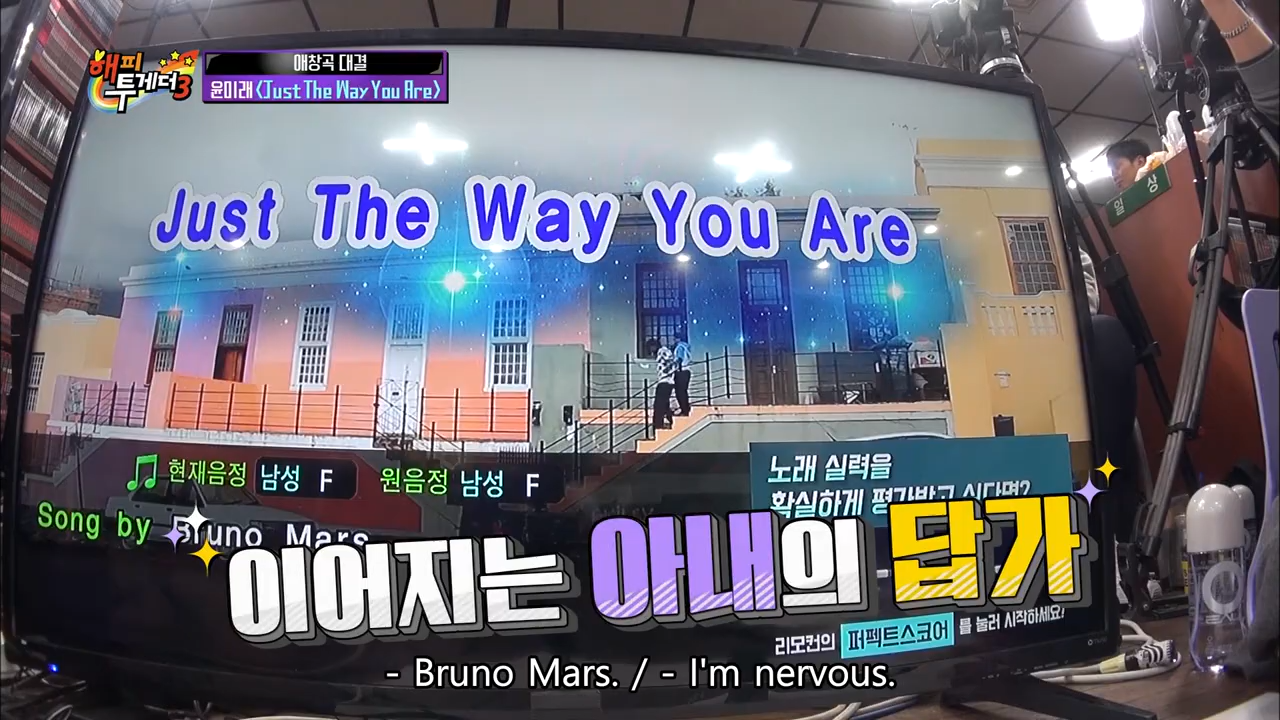 해피투게더3
애창곡 대결
윤미래 <Just The Way You Are>
일상
Just The Way You Are
현재음정 남성 F 원음정 남성 F
노래 실력을
확실하게 평가받고 싶다면?
Song by Bruno Mars
이어지는 아내의 답가
리모컨의 퍼펙트스코어 를 눌러 시작하세요!
- Bruno Mars. / - I'm nervous.